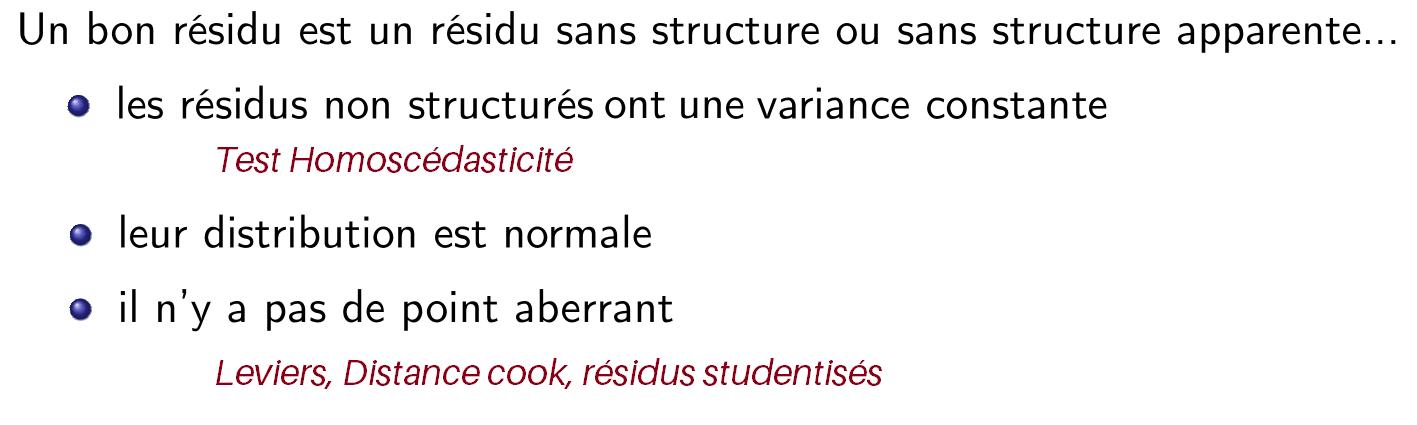 Un bon résidu est un résidu sans structure ou sans structure apparente...
les résidus non structurés ont une variance constante
Test Homoscédasticité
leur distribution est normale
il n'y a pas de point aberrant
Leviers, Distance cook, résidus studentisés